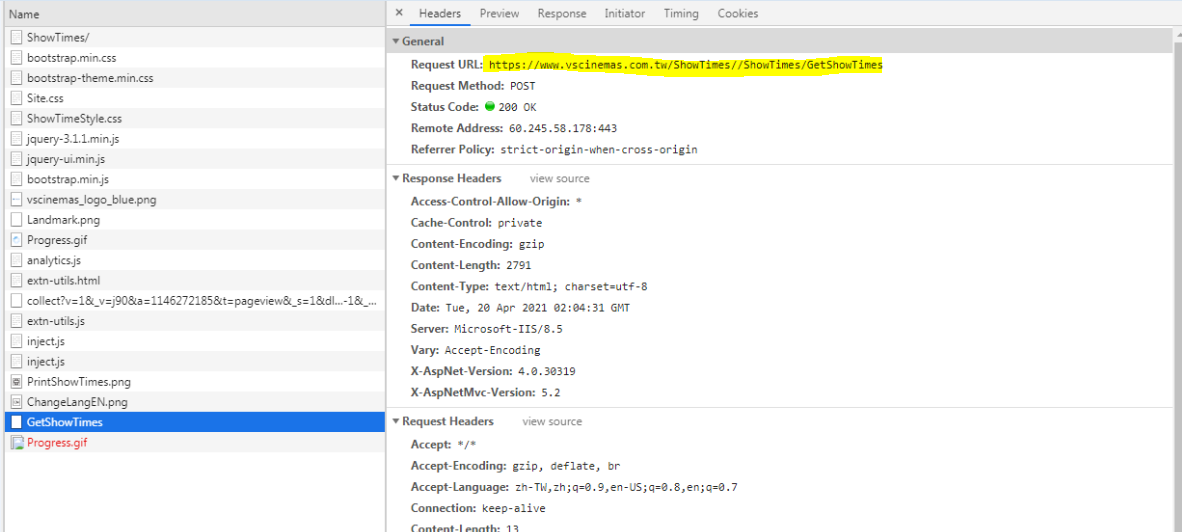 Name
ShowTimes/
bootstrap.min.css
bootstrap-theme.min.css
Site.css
ShowTimeStyle.css
jquery-3.1.1.min.js
jquery-ui.min.js
bootstrap.min.js
vscinemas_logo_blue.png
Landmark.png
Progress.gif
analytics.js
extn-utils.html
collect?v=1&_v=j90&a=1146272185&t=pageview&_s=1&dl...-1&_...
extn-utils.js
inject.js
inject.js
PrintShowTimes.png
ChangeLangEN.png
GetShowTimes
Progress.gif
× Headers Preview Response Initiator Timing Cookies
▼ General
Request URL: https://www.vscinemas.com.tw/ShowTimes//ShowTimes/GetShowTimes
Request Method: POST
Status Code: 200 OK
Remote Address: 60.245.58.178:443
Referrer Policy: strict-origin-when-cross-origin
▼ Response Headers view source
Access-Control-Allow-Origin: *
Cache-Control: private
Content-Encoding: gzip
Content-Length: 2791
Content-Type: text/html; charset=utf-8
Date: Tue, 20 Apr 2021 02:04:31 GMT
Server: Microsoft-IIS/8.5
Vary: Accept-Encoding
X-AspNet-Version: 4.0.30319
X-AspNetMvc-Version: 5.2
▼ Request Headers view source
Accept: */*
Accept-Encoding: gzip, deflate, br
Accept-Language: zh-TW,zh;q=0.9,en-US;q=0.8,en;q=0.7
Connection: keep-alive
Content-Length: 13